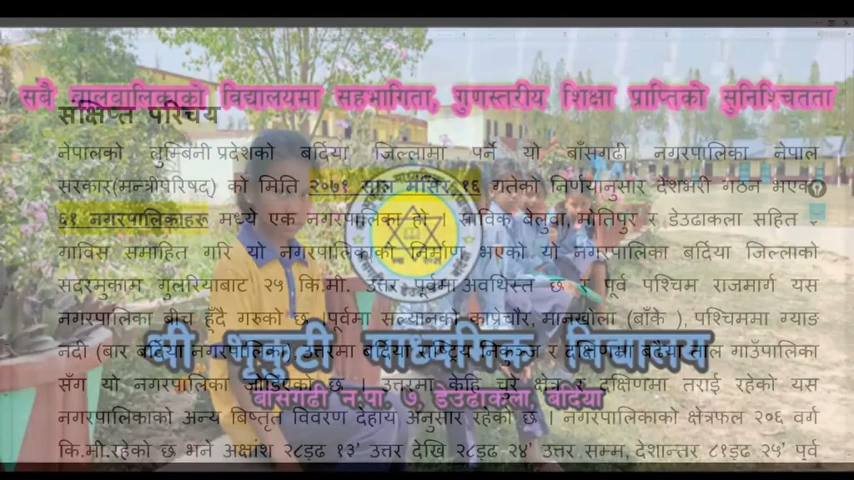 सबै बालबालिकाको विद्यालयमा सहभागिता, गुणस्तरीय शिक्षा प्राप्तिको सुनिश्चितता
संक्षिप्त परिचय
नेपालको लुम्बिनी प्रदेशको बर्दिया जिल्लामा पर्ने यो बाँसगढी नगरपालिका नेपाल
सरकार(मन्त्रीपरिषद) को मिति २०७१ साल मंसिर १६ गतेको निर्णयानुसार देशभरी गठन भएका
६१ नगरपालिकाहरू मध्ये एक नगरपालिका हो । साविक बेलुवा, मोतिपुर र डेउढाकला सहित र
गाविस समाहित गरि यो नगरपालिकाको निर्माण भएको यो नगरपालिका बर्दिया जिल्लाको
सदरमुकाम गुलरियाबाट २५ कि.मी. उत्तर पूर्वमा अवथिस्त छ र पूर्व पश्चिम राजमार्ग यस
नगरपालिका बीच हुँदै गरुको छ ।पूर्वमा सल्यानको काप्रेचौर, मानखोला (बाँके ), पश्चिममा ग्याङ
श्री भृकुटी माध्यमिक विद्यालय
नदी (बार बर्दिया नगरपालिका), उत्तरमा बर्दिया राष्ट्रिय निकुञ्ज र दक्षिणमा बढैया ताल गाउँपालिका
सँग यो नगरपालिका जोडिएको छ । उत्तरमा केहि चुरे क्षेत्र र दक्षिणमा तराई रहेको यस
बाँसगढी न.पा. ७, डेउढाकला, बर्दिया
नगरपालिकाको अन्य बिष्तृत विवरण देहाय अनुसार रहेको छ । नगरपालिकाको क्षेत्रफल २०६ वर्ग
कि.मी.रहेको छ भने अक्षाश २८ड्ढ १३’ उत्तर देखि २८ड्ढ २४’ उत्तर सम्म, देशान्तर ८१ड्ढ २५’ पूर्व